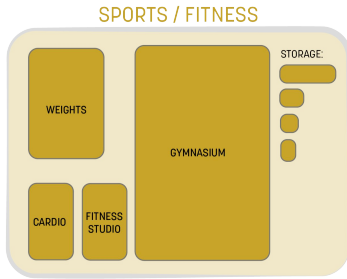 SPORTS / FITNESS
STORAGE:
WEIGHTS
GYMNASIUM
CARDIO
FITNESS
STUDIO